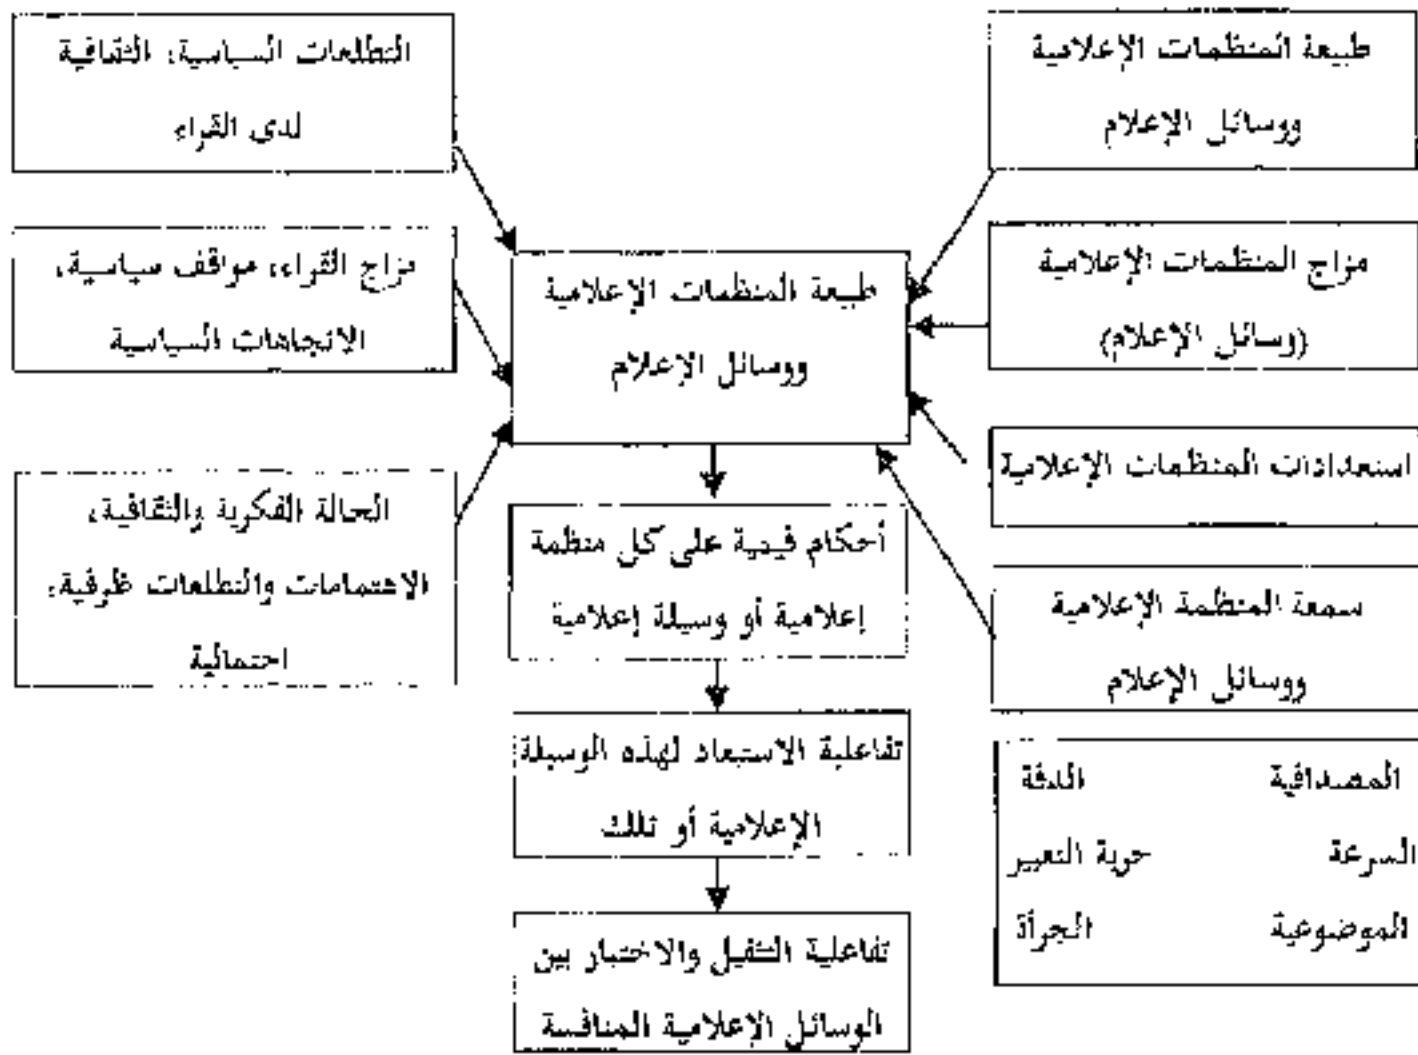 طبيعة المنظمات الإعلامية
ووسائل الإعلام
مزاج المنظمات الإعلامية
(وسائل الإعلام)
استعدادات المنظمات الإعلامية
سمعة المنظمة الإعلامية
ووسائل الإعلام
المصداقية الدقة
السرعة حرية التعبير
الموضوعية الجرأة
طبيعة المنظمات الإعلامية
ووسائل الإعلام
أحكام قيمية على كل منظمة
إعلامية أو وسيلة إعلامية
تفاعلية الاستبعاد لهذه الوسيلة
الإعلامية أو تلك
تفاعلية التنقيل والاختيار بين
الوسائل الإعلامية المنافسة
التطلعات السياسية، الثقافية
لدى القراء
مزاج القراء، مواقف سياسية،
الاتجاهات السياسية
الحالة الفكرية والثقافية،
الاهتمامات والتطلعات ظرفية،
احتمالية